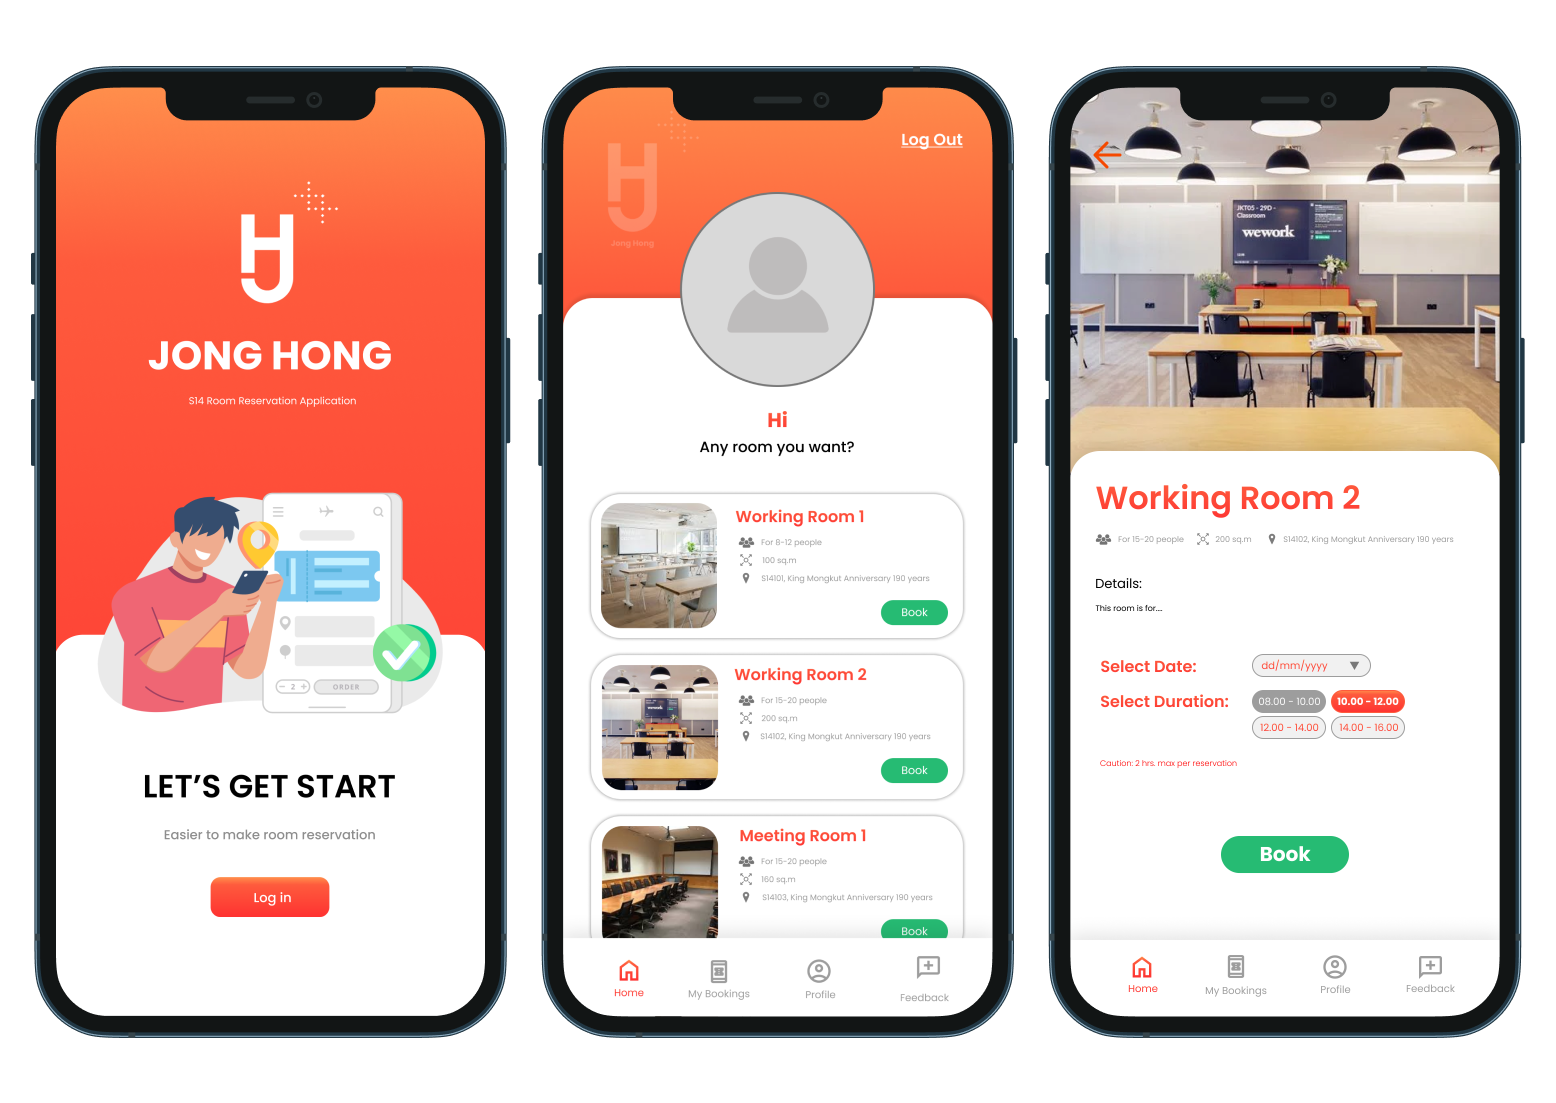 JONG HONG
S14 Room Reservation Application
2
ORDER
LET'S GET START
Easier to make room reservation
Log in
Jong Hong
Log Out
Hi
Any room you want?
Working Room 1
For 8-12 people
100 sq.m
S14101, King Mongkut Anniversary 190 years
Book
Working Room 2
For 15-20 people
200 sq.m
S14102, King Mongkut Anniversary 190 years
Book
Meeting Room 1
For 15-20 people
160 sq.m
S14103, King Mongkut Anniversary 190 years
Book
Home
My Bookings
Profile
Feedback
JKT05 - 29D -
Classroom
wework
Working Room 2
For 15-20 people
200 sq.m
S14102, King Mongkut Anniversary 190 years
Details:
This room is for....
Select Date:
dd/mm/yyyy
Select Duration:
08.00 - 10.00
10.00 - 12.00
12.00 - 14.00
14.00 - 16.00
Caution: 2 hrs. max per reservation
Book
Home
My Bookings
Profile
Feedback